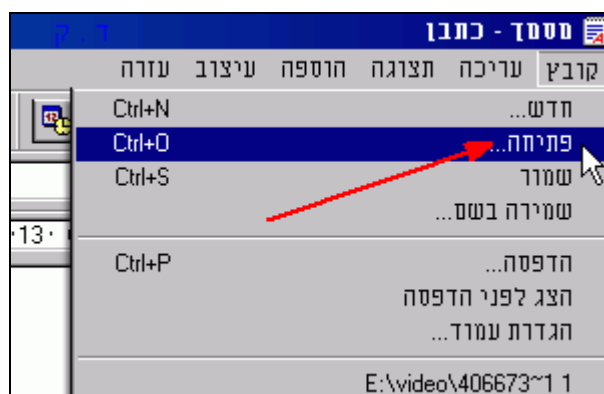 מסמך - כתבן
ד . ק
קובץ עריכה תצוגה הוספה עיצוב עזרה
חדש... Ctrl+N
פתיחה... Ctrl+O
שמור Ctrl+S
שמירה בשם...
·13·
הדפסה... Ctrl+P
הצג לפני הדפסה
הגדרת עמוד...
E:\video\406673~1 1